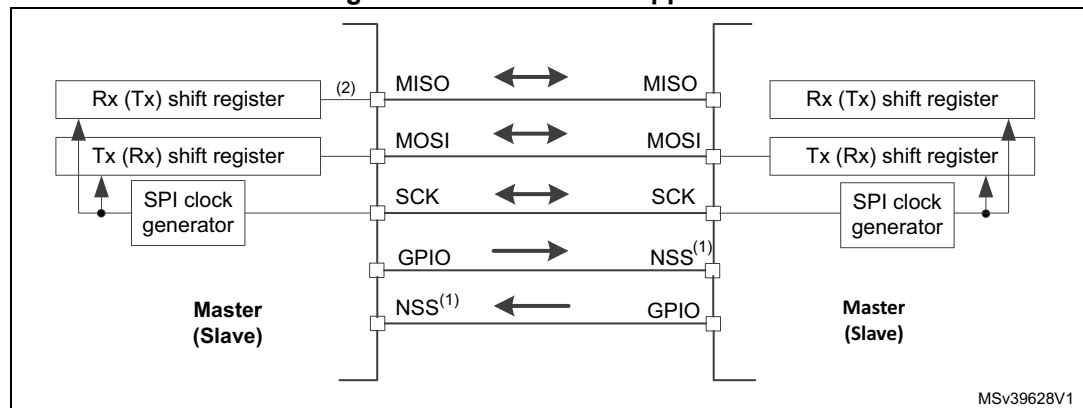 Rx (Tx) shift register
(2)
MISO
MISO
Rx (Tx) shift register
Tx (Rx) shift register
MOSI
MOSI
Tx (Rx) shift register
SPI clock
generator
SCK
SCK
SPI clock
generator
GPIO
NSS(1)
Master
(Slave)
NSS(1)
GPIO
Master
(Slave)
MSv39628V1